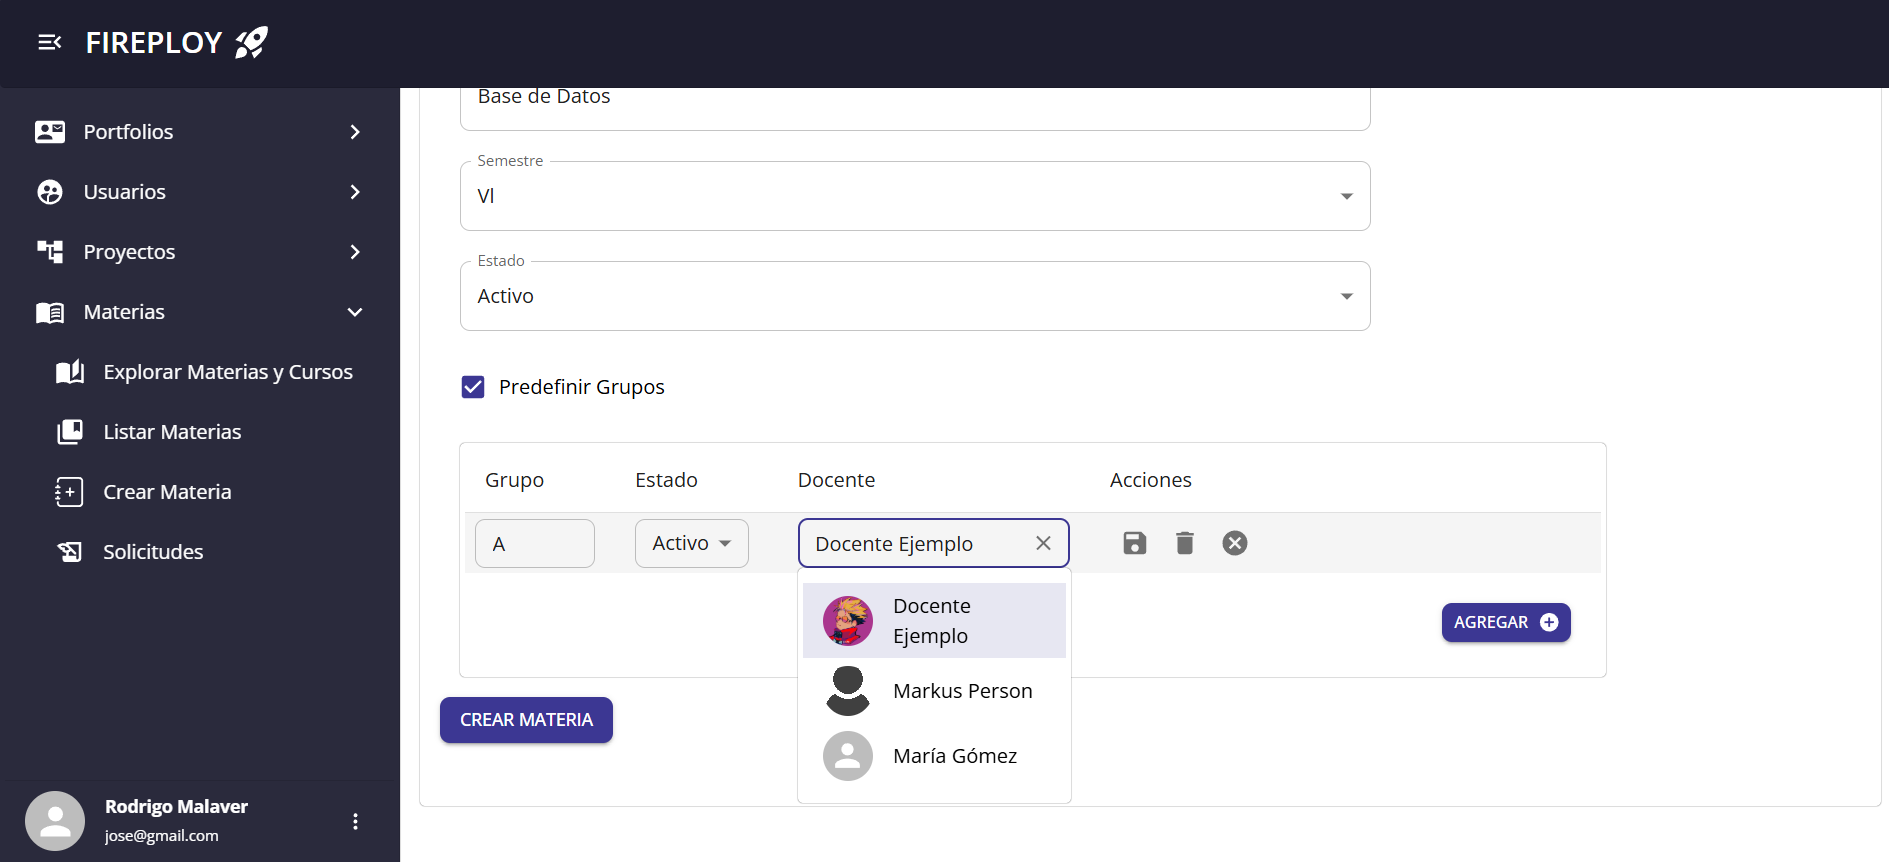 FIREPLOY
Portfolios
Usuarios
Proyectos
Materias
Explorar Materias y Cursos
Listar Materias
Crear Materia
Solicitudes
Rodrigo Malaver
jose@gmail.com
Base de Datos
Semestre
VI
Estado
Activo
Predefinir Grupos
Grupo Estado Docente Acciones
A Activo Docente Ejemplo
Docente
Ejemplo
Markus Person
María Gómez
AGREGAR
CREAR MATERIA